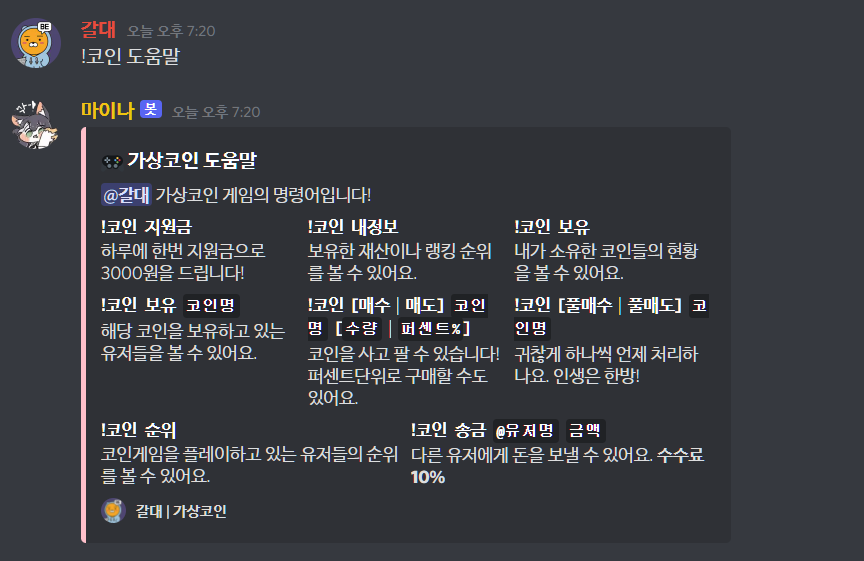 갈대 오늘 오후 7:20
!코인 도움말
마이나 봇 오늘 오후 7:20
가상코인 도움말
@갈대 가상코인 게임의 명령어입니다!
!코인 지원금
하루에 한번 지원금으로
3000원을 드립니다!
!코인 내정보
보유한 재산이나 랭킹 순위
를 볼 수 있어요.
!코인 보유
내가 소유한 코인들의 현황
을 볼 수 있어요.
!코인 보유 코인명
해당 코인을 보유하고 있는
유저들을 볼 수 있어요.
!코인 [매수 | 매도] 코인
명 [수량 | 퍼센트%]
코인을 사고 팔 수 있습니다!
퍼센트단위로 구매할 수도
있어요.
!코인 [풀매수 | 풀매도] 코
인명
귀찮게 하나씩 언제 처리하
나요. 인생은 한방!
!코인 순위
코인게임을 플레이하고 있는 유저들의 순위
를 볼 수 있어요.
!코인 송금 @유저명 금액
다른 유저에게 돈을 보낼 수 있어요. 수수료
10%
갈대 | 가상코인